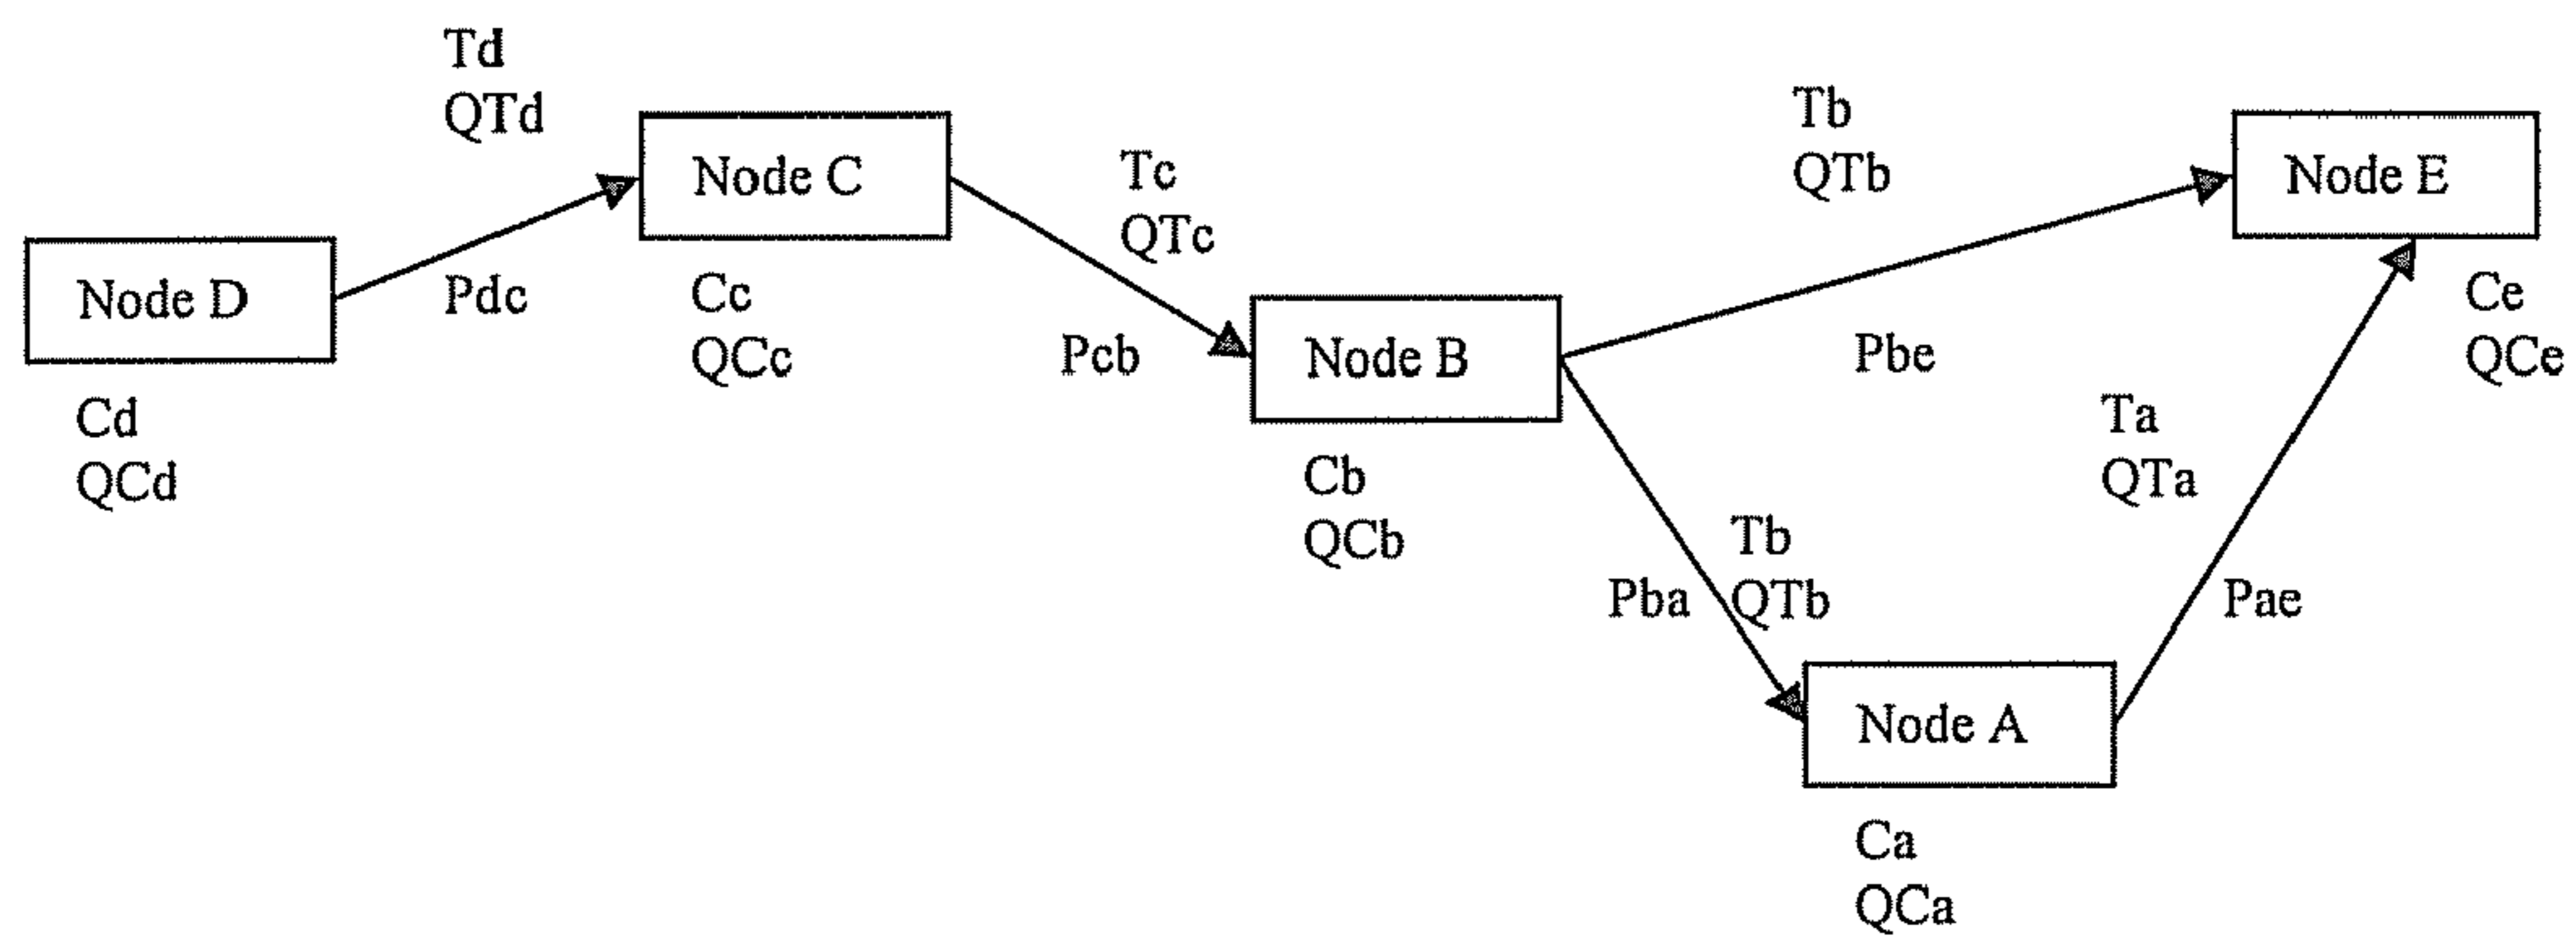 Td
QTd
Node C
Tc
QTc
Tb
QTb
Node E
Node D
Pdc
Cc
QCc
Pcb
Node B
Pbe
Ce
QCe
Cd
QCd
Cb
QCb
Ta
QTa
Tb
QTb
Pba
Pae
Node A
Ca
QCa